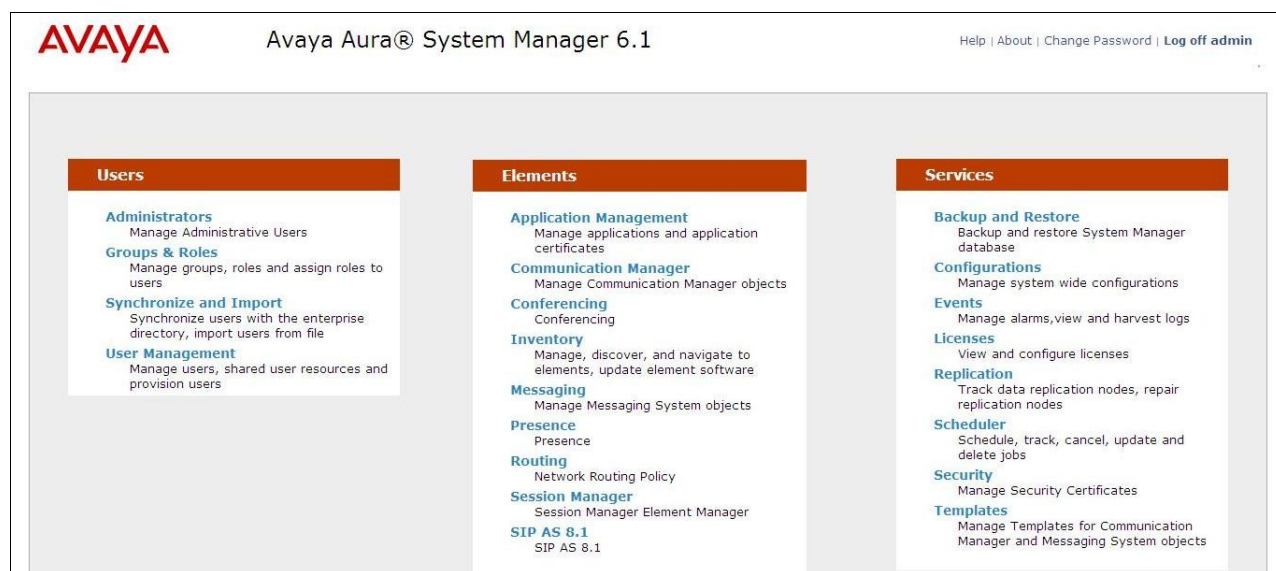 AVAYA
Avaya Aura® System Manager 6.1
Help | About | Change Password | Log off admin
Users
Administrators
Manage Administrative Users
Groups & Roles
Manage groups, roles and assign roles to
users
Synchronize and Import
Synchronize users with the enterprise
directory, import users from file
User Management
Manage users, shared user resources and
provision users
Elements
Application Management
Manage applications and application
certificates
Communication Manager
Manage Communication Manager objects
Conferencing
Conferencing
Inventory
Manage, discover, and navigate to
elements, update element software
Messaging
Manage Messaging System objects
Presence
Presence
Routing
Network Routing Policy
Session Manager
Session Manager Element Manager
SIP AS 8.1
SIP AS 8.1
Services
Backup and Restore
Backup and restore System Manager
database
Configurations
Manage system wide configurations
Events
Manage alarms,view and harvest logs
Licenses
View and configure licenses
Replication
Track data replication nodes, repair
replication nodes
Scheduler
Schedule, track, cancel, update and
delete jobs
Security
Manage Security Certificates
Templates
Manage Templates for Communication
Manager and Messaging System objects